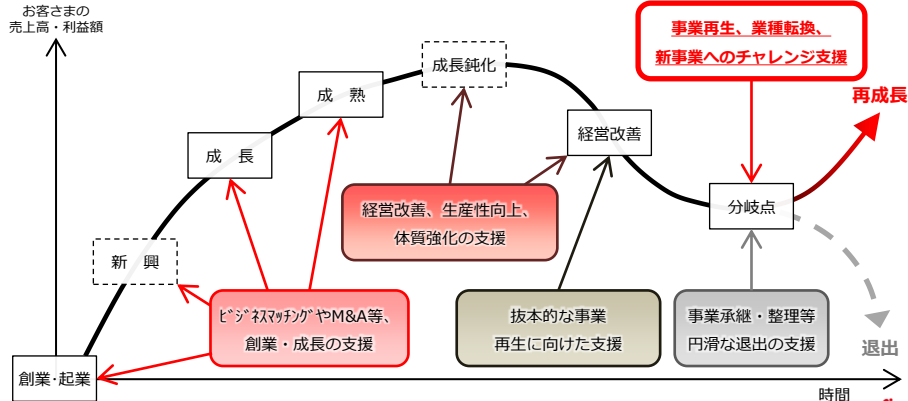 お客さまの
売上高・利益額
事業再生、業種転換、
新事業へのチャレンジ支援
成長鈍化
成　熟
再成長
経営改善
成　長
分岐点
経営改善、生産性向上、
体質強化の支援
新　興
ﾋﾞｼﾞﾈｽﾏｯﾁﾝｸﾞやM&A等、
創業・成長の支援
抜本的な事業
再生に向けた支援
事業承継・整理等
円滑な退出の支援
退出
創業･起業
時間